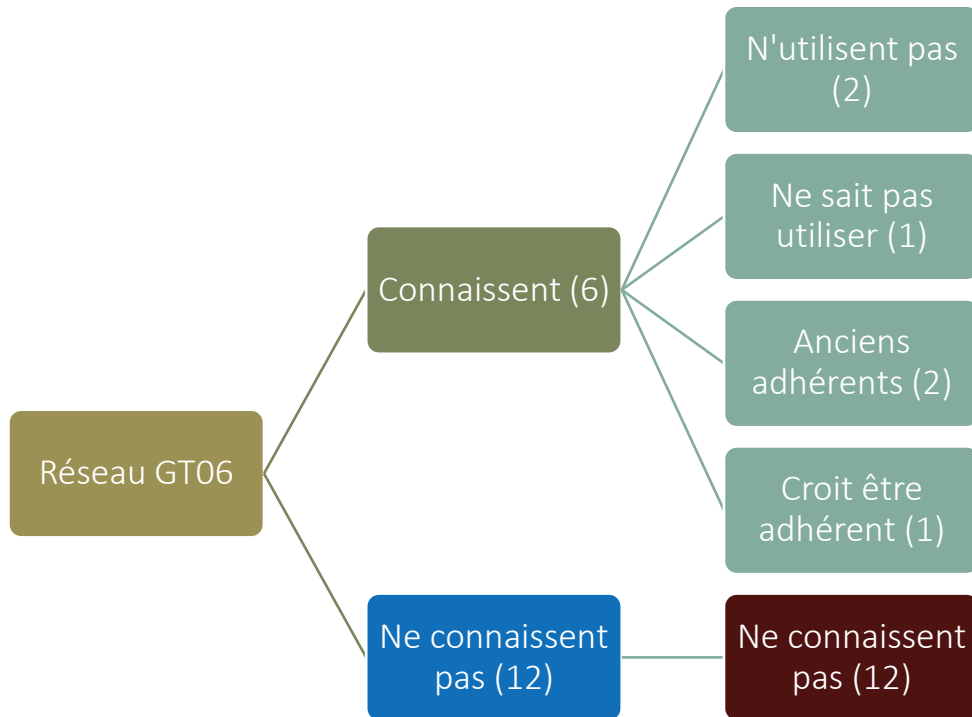 N'utilisent pas
(2)
Ne sait pas
utiliser (1)
Connaissent (6)
Anciens
adhérents (2)
Réseau GT06
Croit être
adhérent (1)
Ne connaissent
pas (12)
Ne connaissent
pas (12)